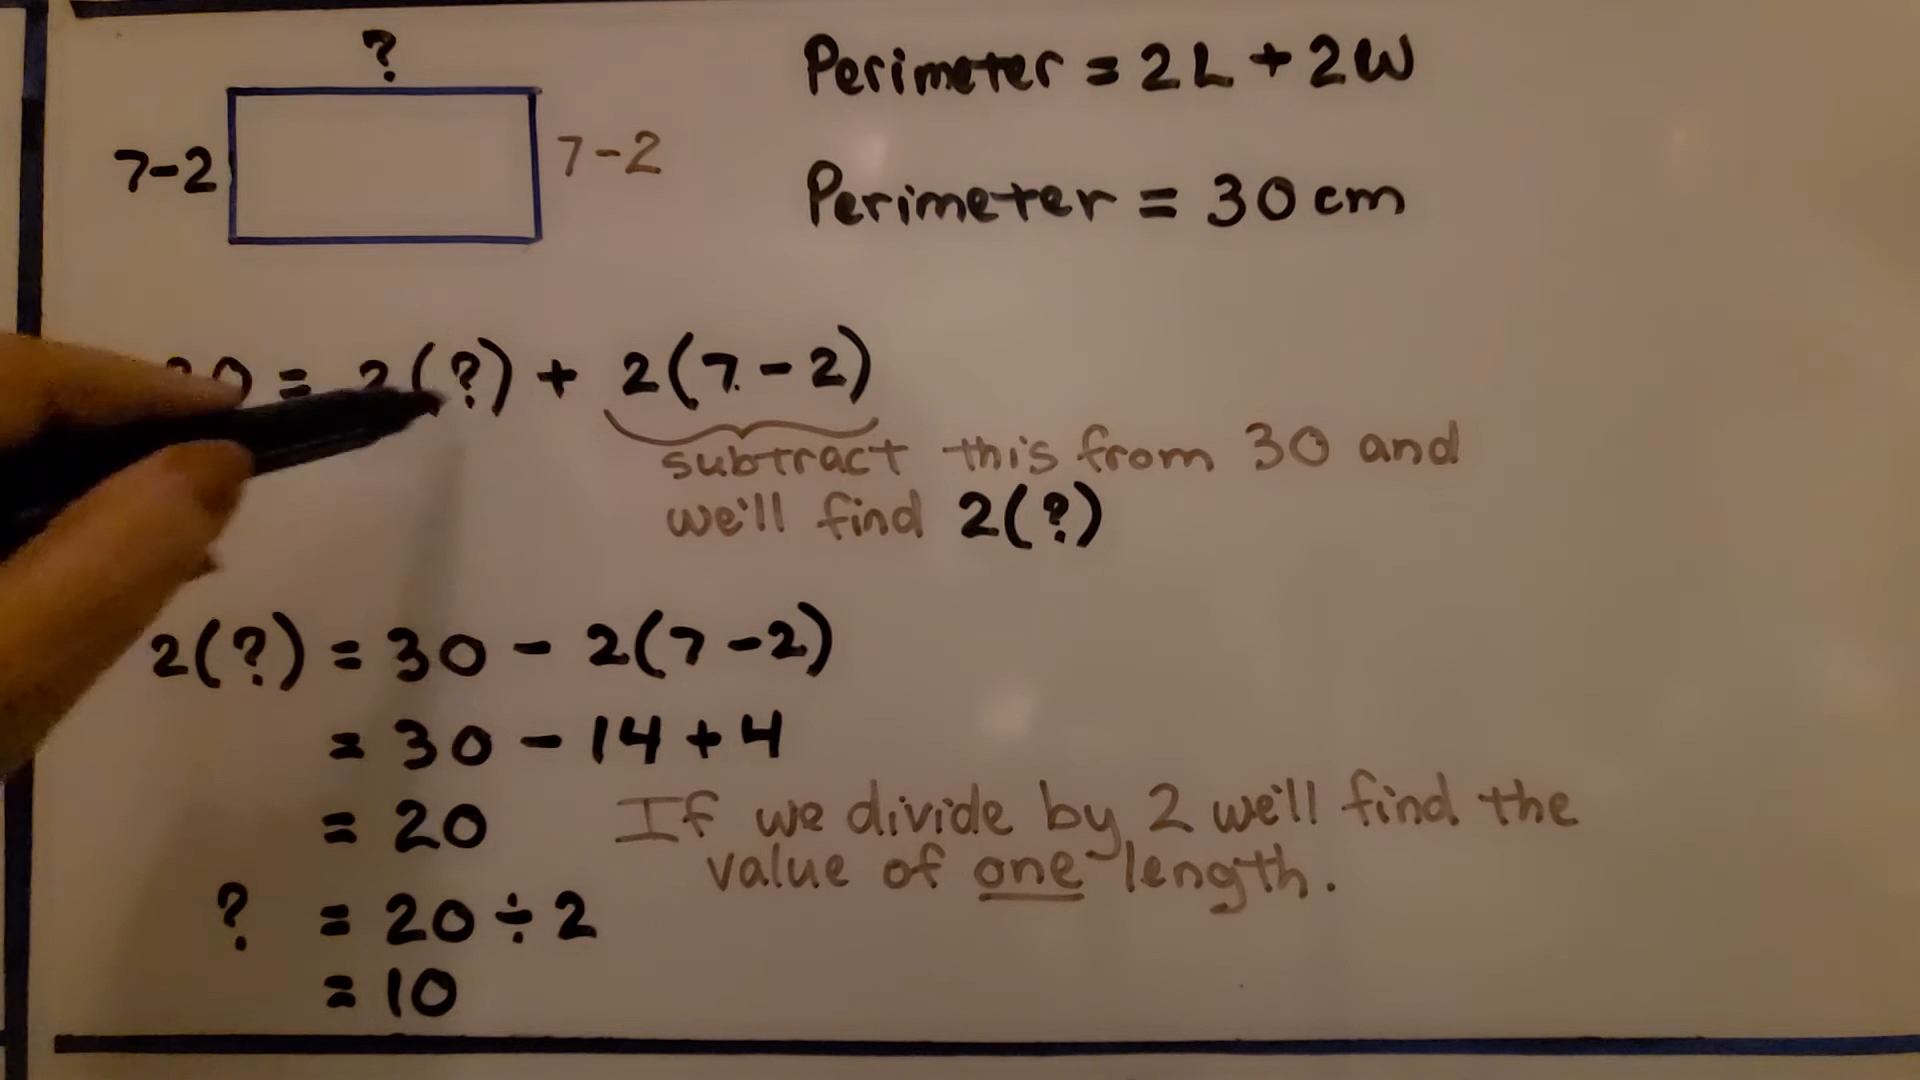 ?
Perimeter = 2L + 2W
7-2
7-2
Perimeter = 30 cm
30 = 2(?) + 2(7-2)
subtract this from 30 and
we'll find 2(?)
2(?) = 30 - 2(7-2)
= 30 - 14 + 4
= 20
If we divide by 2 we'll find the
value of one length.
? = 20 ÷ 2
= 10